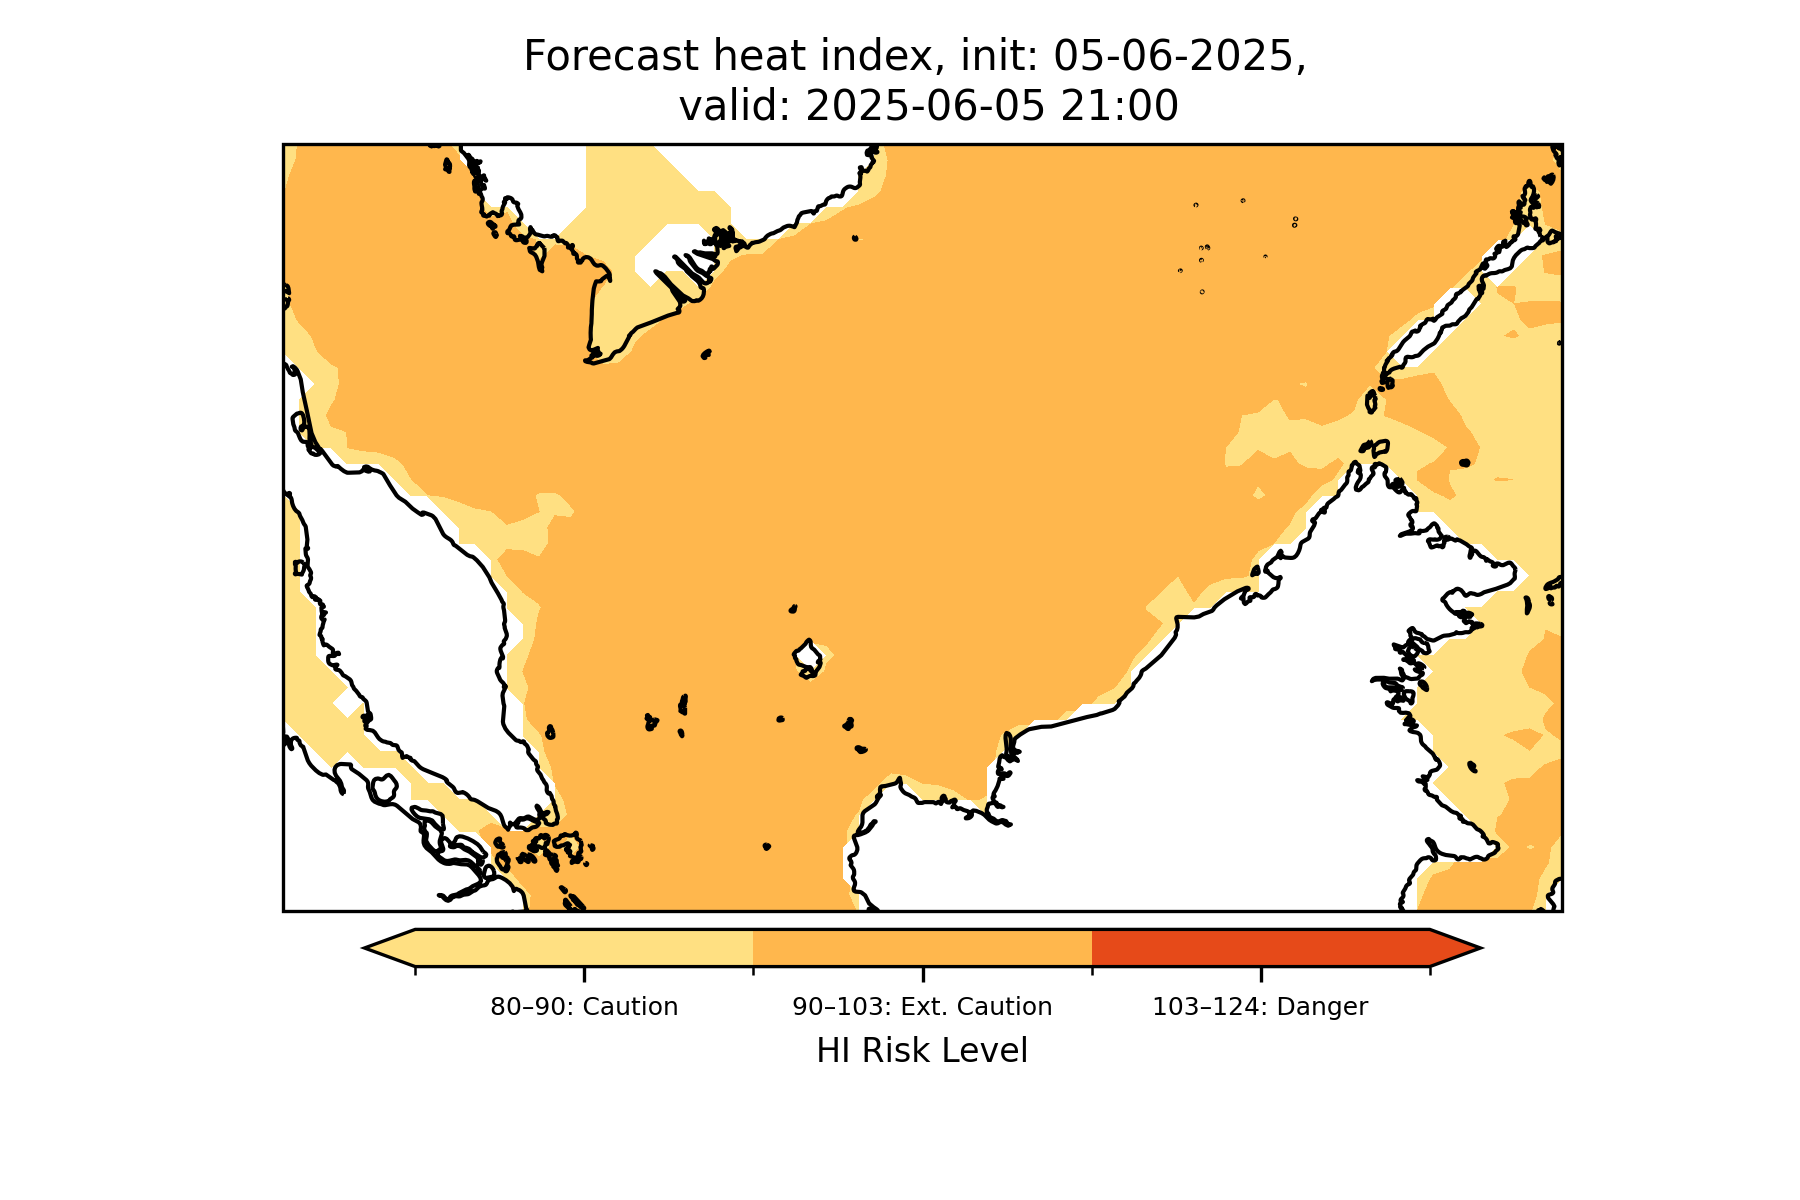 Forecast heat index, init: 05-06-2025,
valid: 2025-06-05 21:00
80–90: Caution
90–103: Ext. Caution
103–124: Danger
HI Risk Level